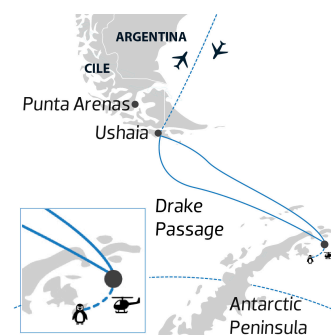 ARGENTINA
CILE
Punta Arenas
Ushaia
Drake
Passage
Antarctic
Peninsula